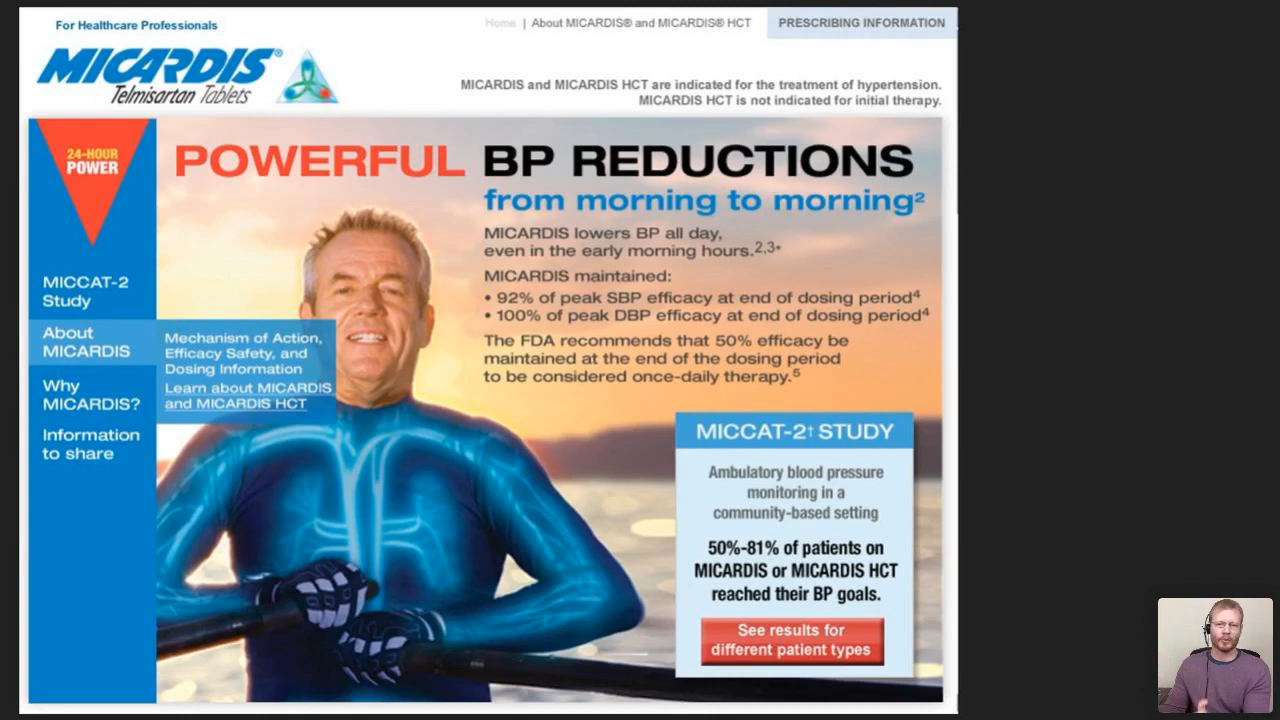 For Healthcare Professionals
Home | About MICARDIS® and MICARDIS® HCT
PRESCRIBING INFORMATION
MICARDIS®
Telmisartan Tablets
MICARDIS and MICARDIS HCT are indicated for the treatment of hypertension.
MICARDIS HCT is not indicated for initial therapy.
24-HOUR
POWER
POWERFUL BP REDUCTIONS
from morning to morning²
MICARDIS lowers BP all day,
even in the early morning hours.²,³*
MICARDIS maintained:
• 92% of peak SBP efficacy at end of dosing period⁴
• 100% of peak DBP efficacy at end of dosing period⁴
The FDA recommends that 50% efficacy be
maintained at the end of the dosing period
to be considered once-daily therapy.⁵
MICCAT-2
Study
About
MICARDIS
Why
MICARDIS?
Information
to share
Mechanism of Action,
Efficacy Safety, and
Dosing Information
Learn about MICARDIS
and MICARDIS HCT
MICCAT-2† STUDY
Ambulatory blood pressure
monitoring in a
community-based setting
50%-81% of patients on
MICARDIS or MICARDIS HCT
reached their BP goals.
See results for
different patient types